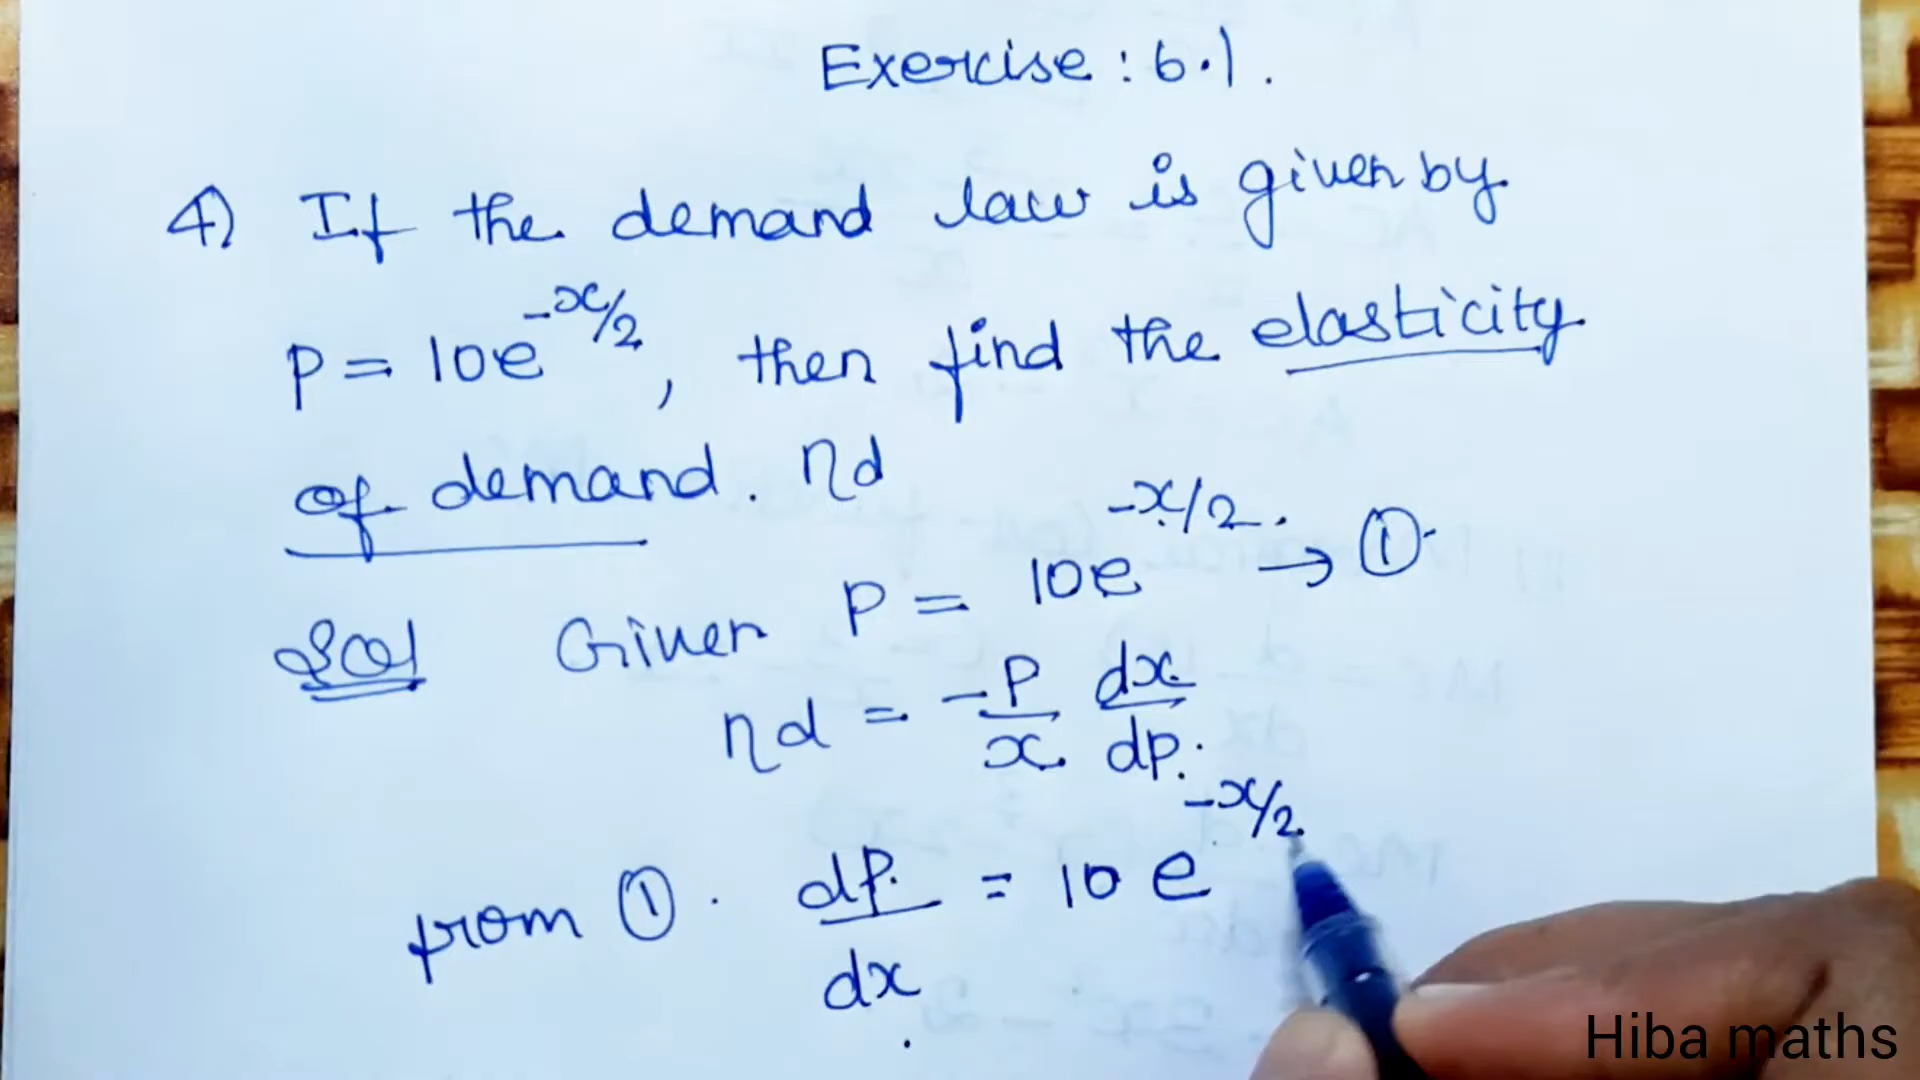 Exercise : 6.1.
4) If the demand law is given by
P = 10e^{-x/2}, then find the elasticity
of demand. ηd
Sol Given P = 10e^{-x/2}. → ①.
ηd = -P/x dx/dp.
from ①. dP/dx = 10 e^{-x/2}.
Hiba maths